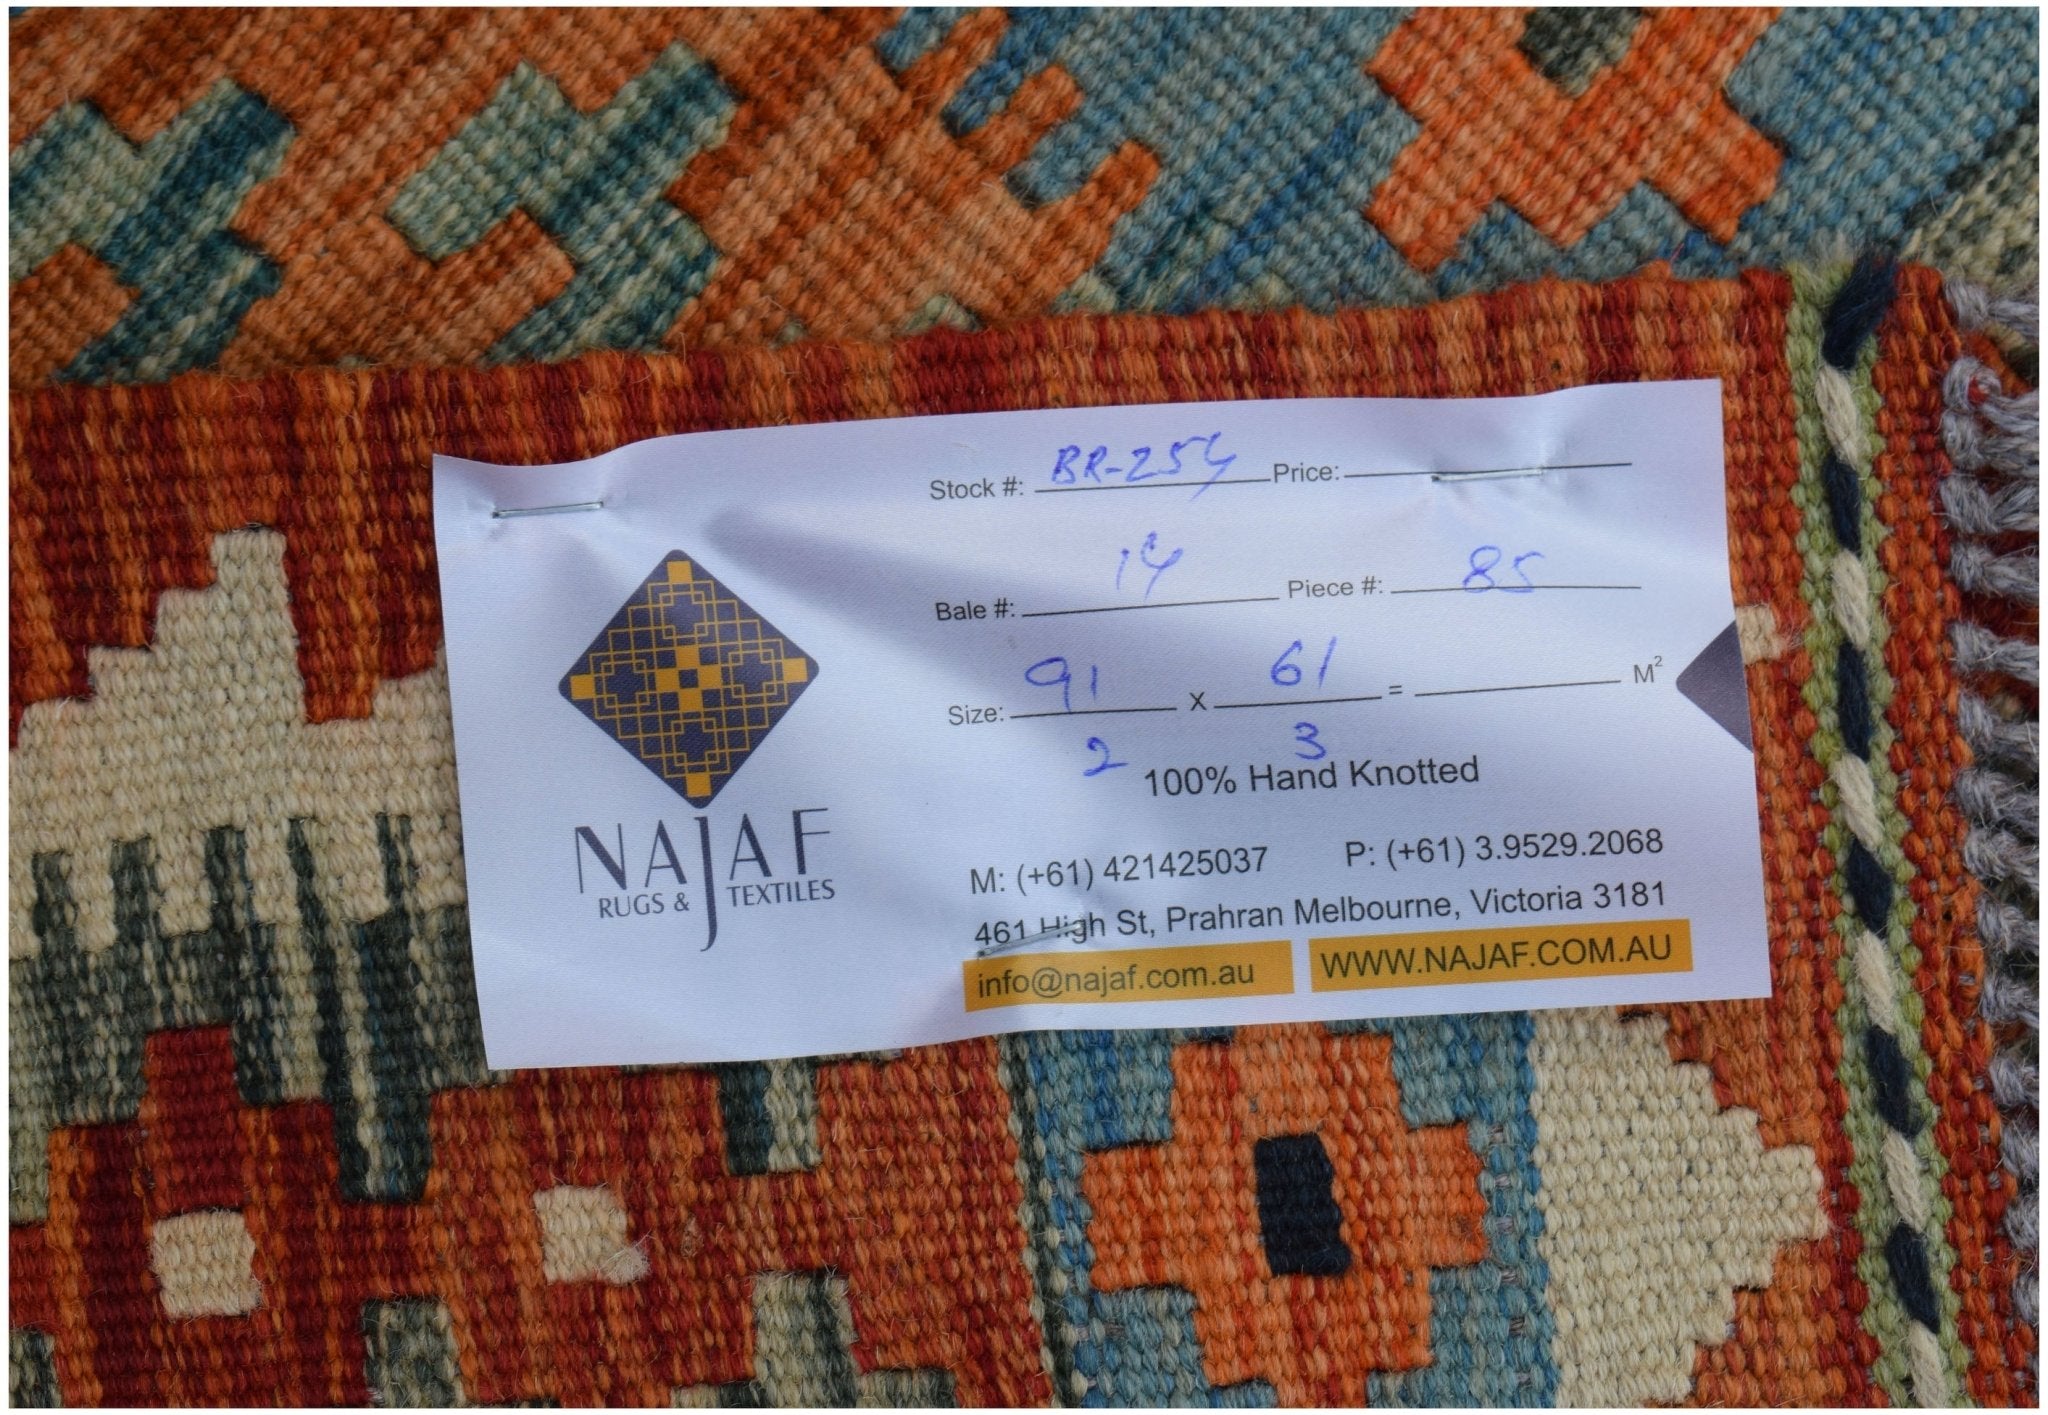 Stock #: BR-254 Price:
Bale #: 14 Piece #: 85
Size: 91 x 61 = M²
2 3
100% Hand Knotted
NAJAF
RUGS & TEXTILES
M: (+61) 421425037 P: (+61) 3.9529.2068
461 High St, Prahran Melbourne, Victoria 3181
info@najaf.com.au WWW.NAJAF.COM.AU